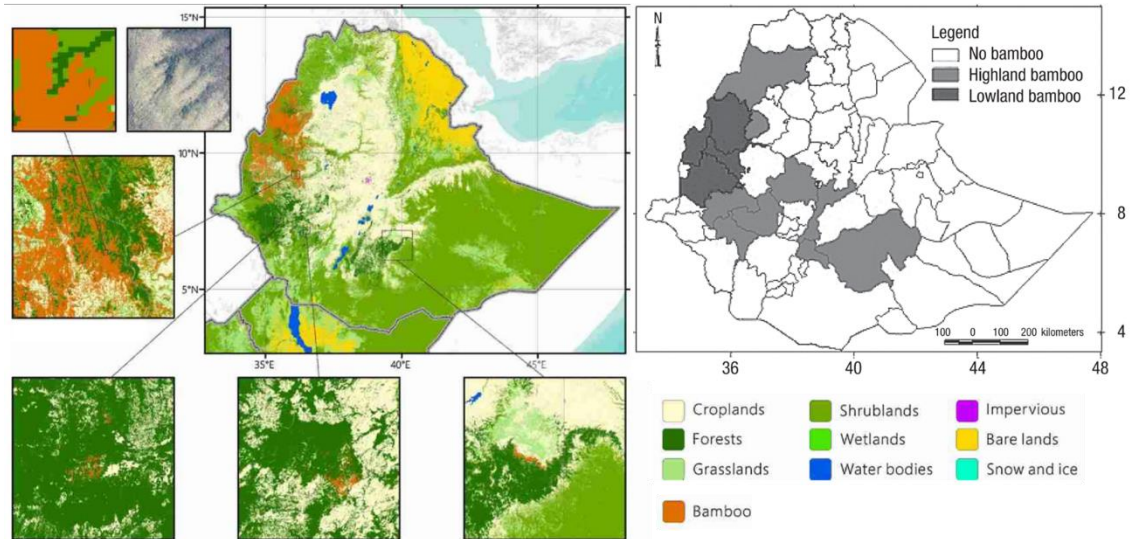 15°N
10°N
5°N
35°E
40°E
45°E
N
Legend
No bamboo
Highland bamboo
Lowland bamboo
12
8
4
100 0 100 200 kilometers
36
40
44
48
Croplands
Shrublands
Impervious
Forests
Wetlands
Bare lands
Grasslands
Water bodies
Snow and ice
Bamboo